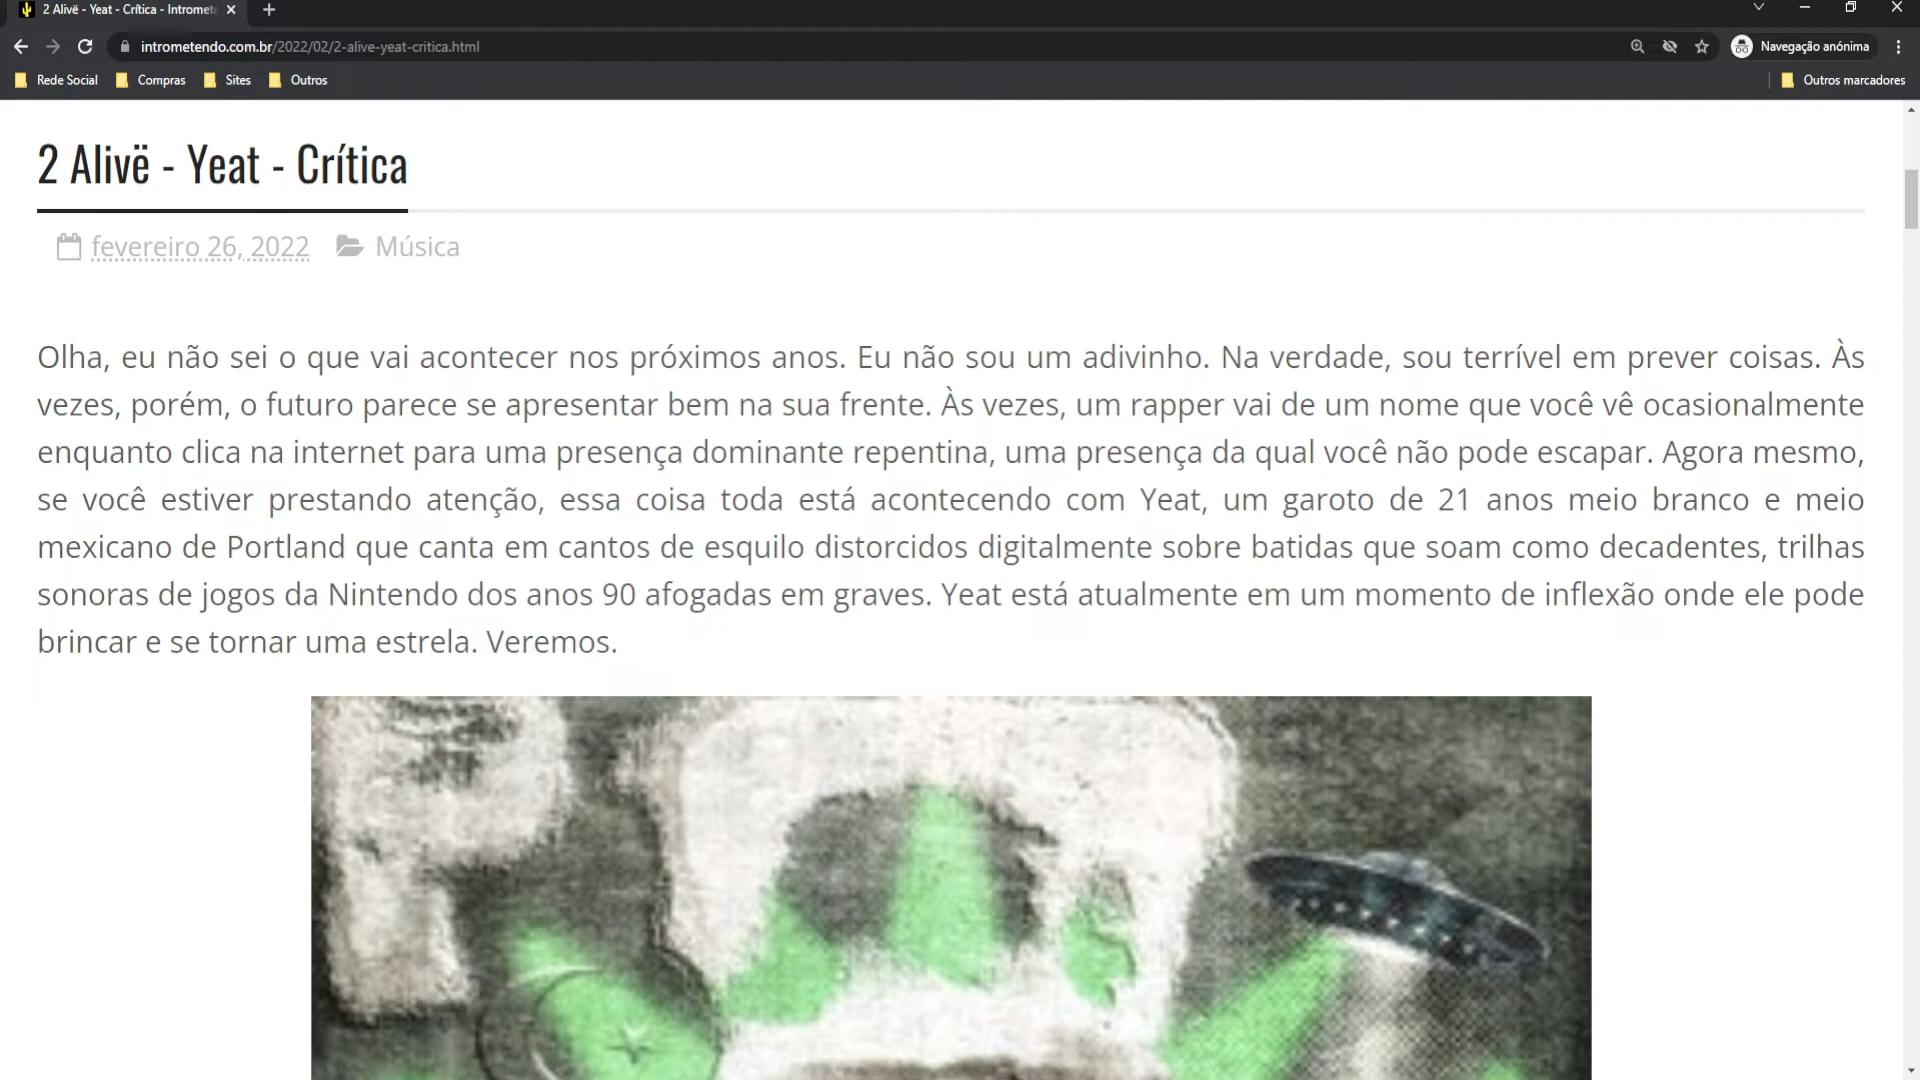 2 Alivë - Yeat - Crítica - Intromet
intrometendo.com.br/2022/02/2-alive-yeat-critica.html
Navegação anónima
Rede Social
Compras
Sites
Outros
Outros marcadores
2 Alivë - Yeat - Crítica
fevereiro 26, 2022
Música
Olha, eu não sei o que vai acontecer nos próximos anos. Eu não sou um adivinho. Na verdade, sou terrível em prever coisas. Às
vezes, porém, o futuro parece se apresentar bem na sua frente. Às vezes, um rapper vai de um nome que você vê ocasionalmente
enquanto clica na internet para uma presença dominante repentina, uma presença da qual você não pode escapar. Agora mesmo,
se você estiver prestando atenção, essa coisa toda está acontecendo com Yeat, um garoto de 21 anos meio branco e meio
mexicano de Portland que canta em cantos de esquilo distorcidos digitalmente sobre batidas que soam como decadentes, trilhas
sonoras de jogos da Nintendo dos anos 90 afogadas em graves. Yeat está atualmente em um momento de inflexão onde ele pode
brincar e se tornar uma estrela. Veremos.